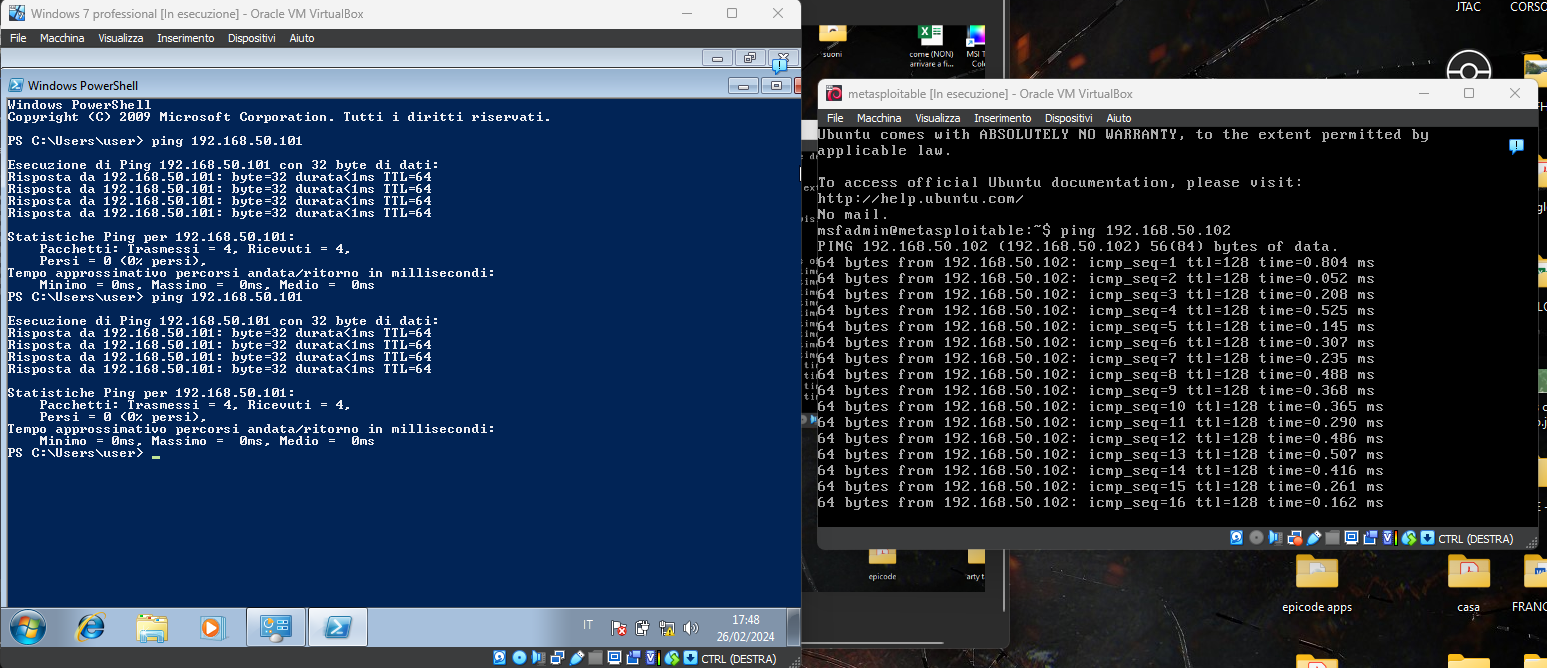 Windows 7 professional [In esecuzione] - Oracle VM VirtualBox
File Macchina Visualizza Inserimento Dispositivi Aiuto
Windows PowerShell
Windows PowerShell
Copyright (C) 2009 Microsoft Corporation. Tutti i diritti riservati.
PS C:\Users\user> ping 192.168.50.101
Esecuzione di Ping 192.168.50.101 con 32 byte di dati:
Risposta da 192.168.50.101: byte=32 durata<1ms TTL=64
Risposta da 192.168.50.101: byte=32 durata<1ms TTL=64
Risposta da 192.168.50.101: byte=32 durata<1ms TTL=64
Risposta da 192.168.50.101: byte=32 durata<1ms TTL=64
Statistiche Ping per 192.168.50.101:
Pacchetti: Trasmessi = 4, Ricevuti = 4,
Persi = 0 (0% persi),
Tempo approssimativo percorsi andata/ritorno in millisecondi:
Minimo = 0ms, Massimo =  0ms, Medio =  0ms
PS C:\Users\user> ping 192.168.50.101
Esecuzione di Ping 192.168.50.101 con 32 byte di dati:
Risposta da 192.168.50.101: byte=32 durata<1ms TTL=64
Risposta da 192.168.50.101: byte=32 durata<1ms TTL=64
Risposta da 192.168.50.101: byte=32 durata<1ms TTL=64
Risposta da 192.168.50.101: byte=32 durata<1ms TTL=64
Statistiche Ping per 192.168.50.101:
Pacchetti: Trasmessi = 4, Ricevuti = 4,
Persi = 0 (0% persi),
Tempo approssimativo percorsi andata/ritorno in millisecondi:
Minimo = 0ms, Massimo =  0ms, Medio =  0ms
PS C:\Users\user>
IT
17:48
26/02/2024
CTRL (DESTRA)
suoni
come (NON)
arrivare a fi...
MSI T
Col
JTAC
CORSO
metasploitable [In esecuzione] - Oracle VM VirtualBox
File Macchina Visualizza Inserimento Dispositivi Aiuto
Ubuntu comes with ABSOLUTELY NO WARRANTY, to the extent permitted by
applicable law.
To access official Ubuntu documentation, please visit:
http://help.ubuntu.com/
No mail.
msfadmin@metasploitable:~$ ping 192.168.50.102
PING 192.168.50.102 (192.168.50.102) 56(84) bytes of data.
64 bytes from 192.168.50.102: icmp_seq=1 ttl=128 time=0.804 ms
64 bytes from 192.168.50.102: icmp_seq=2 ttl=128 time=0.052 ms
64 bytes from 192.168.50.102: icmp_seq=3 ttl=128 time=0.208 ms
64 bytes from 192.168.50.102: icmp_seq=4 ttl=128 time=0.525 ms
64 bytes from 192.168.50.102: icmp_seq=5 ttl=128 time=0.145 ms
64 bytes from 192.168.50.102: icmp_seq=6 ttl=128 time=0.307 ms
64 bytes from 192.168.50.102: icmp_seq=7 ttl=128 time=0.235 ms
64 bytes from 192.168.50.102: icmp_seq=8 ttl=128 time=0.488 ms
64 bytes from 192.168.50.102: icmp_seq=9 ttl=128 time=0.368 ms
64 bytes from 192.168.50.102: icmp_seq=10 ttl=128 time=0.365 ms
64 bytes from 192.168.50.102: icmp_seq=11 ttl=128 time=0.290 ms
64 bytes from 192.168.50.102: icmp_seq=12 ttl=128 time=0.486 ms
64 bytes from 192.168.50.102: icmp_seq=13 ttl=128 time=0.507 ms
64 bytes from 192.168.50.102: icmp_seq=14 ttl=128 time=0.416 ms
64 bytes from 192.168.50.102: icmp_seq=15 ttl=128 time=0.261 ms
64 bytes from 192.168.50.102: icmp_seq=16 ttl=128 time=0.162 ms
CTRL (DESTRA)
epicode
arty t
epicode apps
casa
FRANC